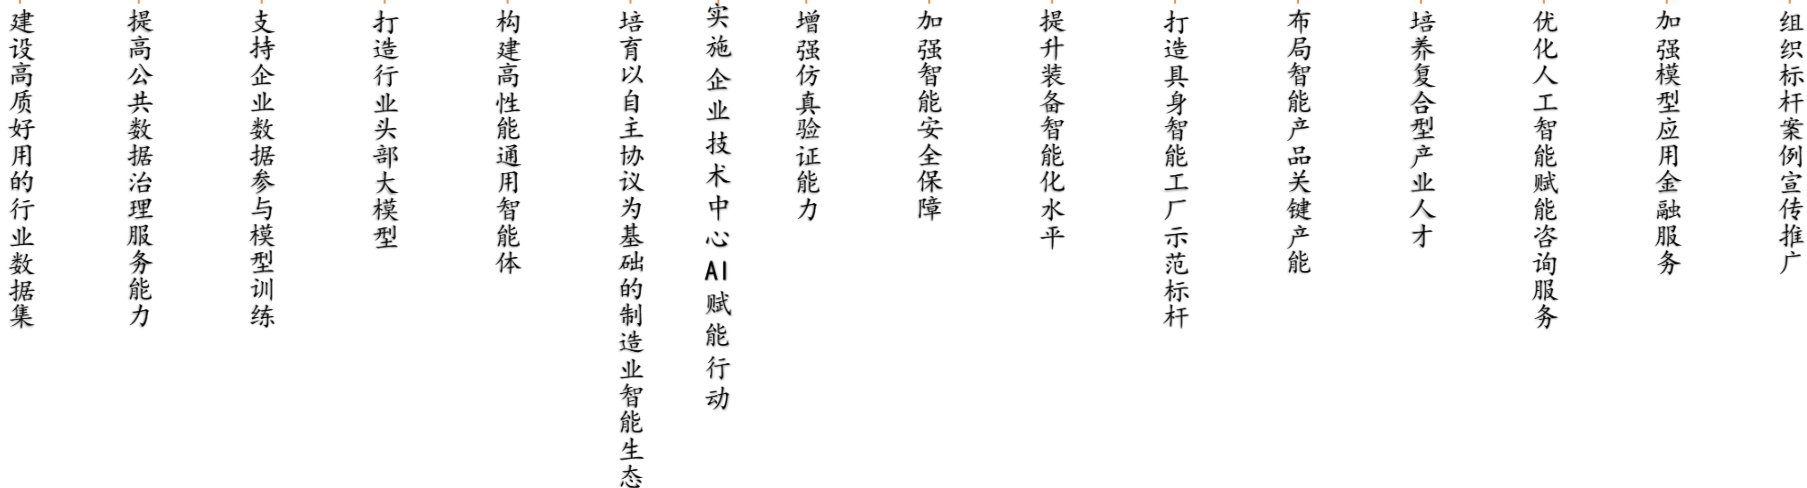 建设高质好用的行业数据集
提高公共数据治理服务能力
支持企业数据参与模型训练
打造行业头部大模型
构建高性能通用智能体
培育以自主协议为基础的制造业智能生态
实施企业技术中心AI赋能行动
增强仿真验证能力
加强智能安全保障
提升装备智能化水平
打造具身智能工厂示范标杆
布局智能产品关键产能
培养复合型产业人才
优化人工智能赋能咨询服务
加强模型应用金融服务
组织标杆案例宣传推广